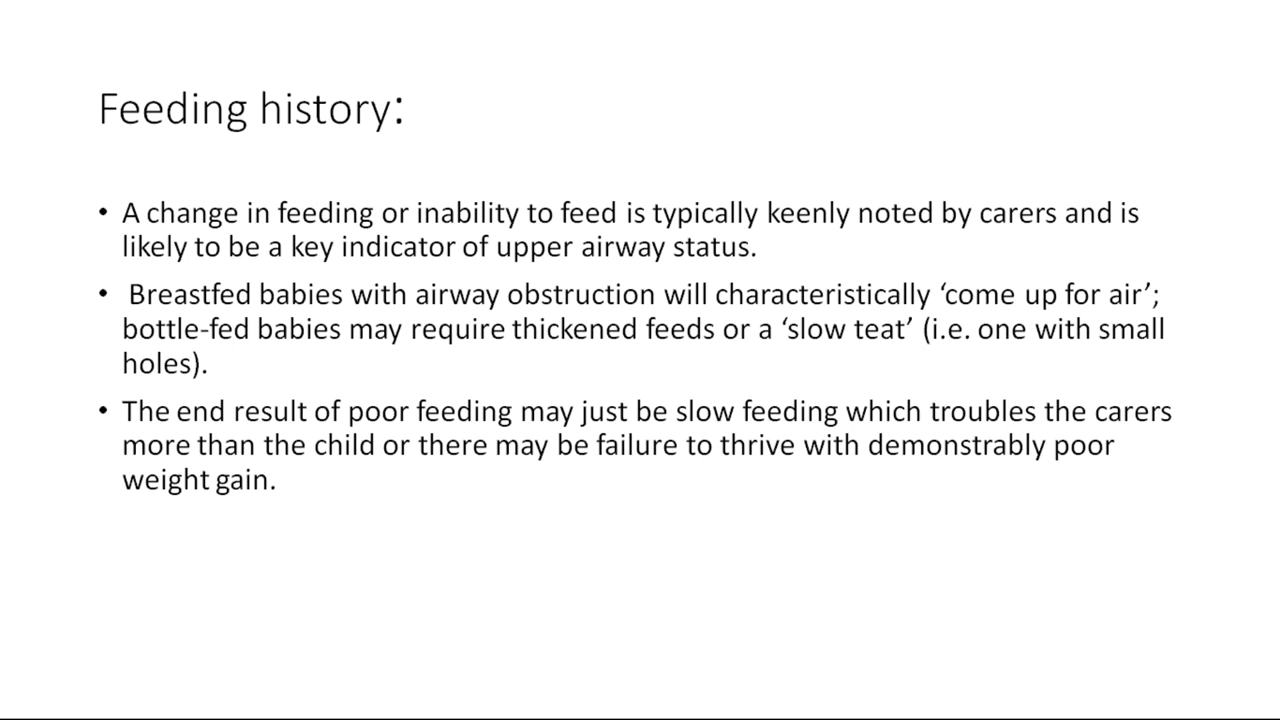 Feeding history:
• A change in feeding or inability to feed is typically keenly noted by carers and is
likely to be a key indicator of upper airway status.
• Breastfed babies with airway obstruction will characteristically ‘come up for air’;
bottle-fed babies may require thickened feeds or a ‘slow teat’ (i.e. one with small
holes).
• The end result of poor feeding may just be slow feeding which troubles the carers
more than the child or there may be failure to thrive with demonstrably poor
weight gain.